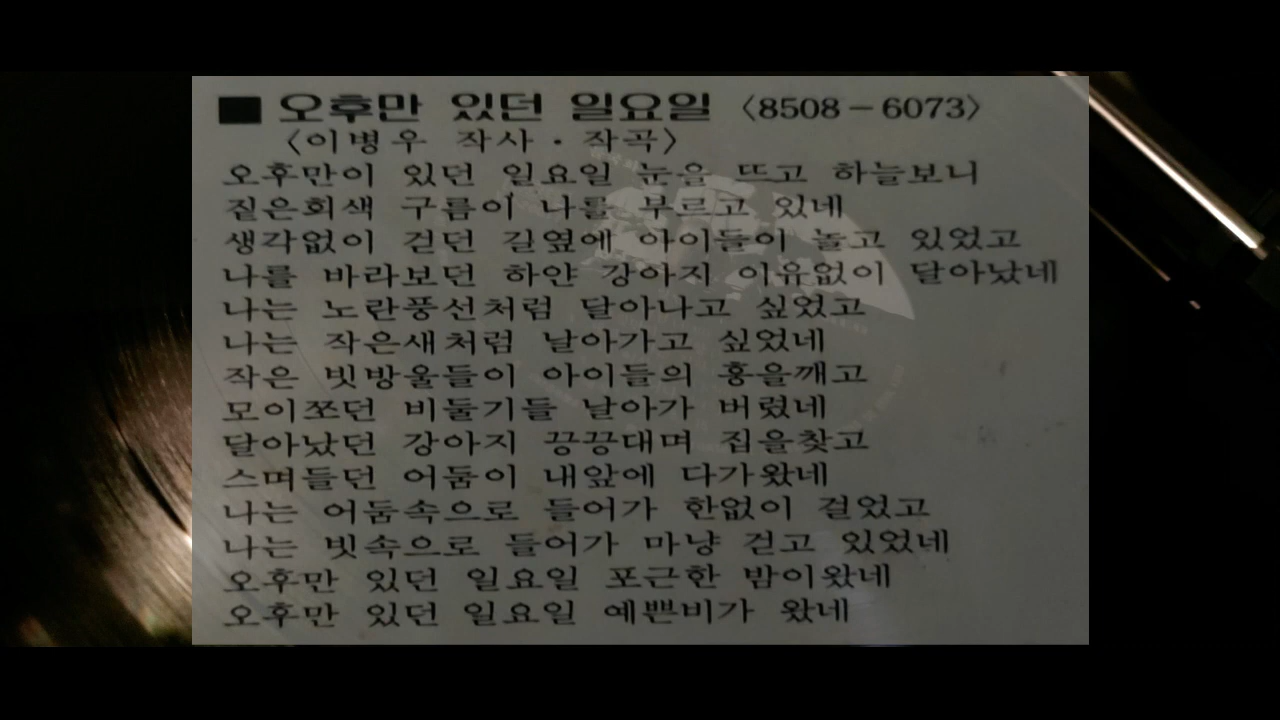 ■ 오후만 있던 일요일 〈8508-6073〉
〈이병우 작사·작곡〉
오후만이 있던 일요일 눈을 뜨고 하늘보니
짙은회색 구름이 나를 부르고 있네
생각없이 걷던 길옆에 아이들이 놀고 있었고
나를 바라보던 하얀 강아지 이유없이 달아났네
나는 노란풍선처럼 달아나고 싶었고
나는 작은새처럼 날아가고 싶었네
작은 빗방울들이 아이들의 흥을깨고
모이쪼던 비둘기들 날아가 버렸네
달아났던 강아지 끙끙대며 집을찾고
스며들던 어둠이 내앞에 다가왔네
나는 어둠속으로 들어가 한없이 걸었고
나는 빗속으로 들어가 마냥 걷고 있었네
오후만 있던 일요일 포근한 밤이왔네
오후만 있던 일요일 예쁜비가 왔네